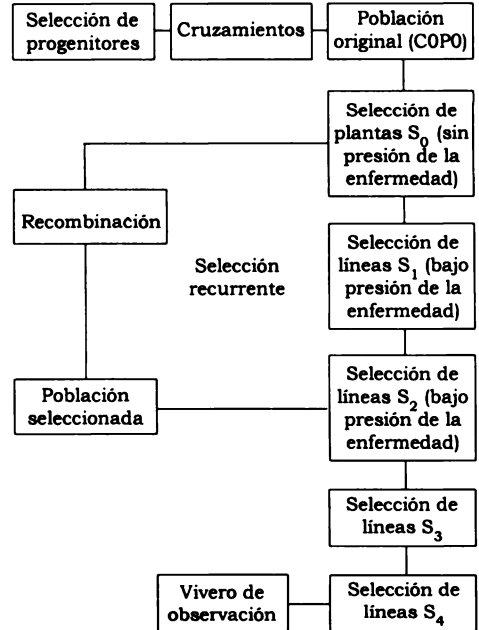 Selección de
progenitores
Cruzamientos
Población
original (C0P0)
Selección de
plantas S0 (sin
presión de la
enfermedad)
Recombinación
Selección
recurrente
Selección de
líneas S1 (bajo
presión de la
enfermedad)
Población
seleccionada
Selección de
líneas S2 (bajo
presión de la
enfermedad)
Selección de
líneas S3
Vivero de
observación
Selección de
líneas S4